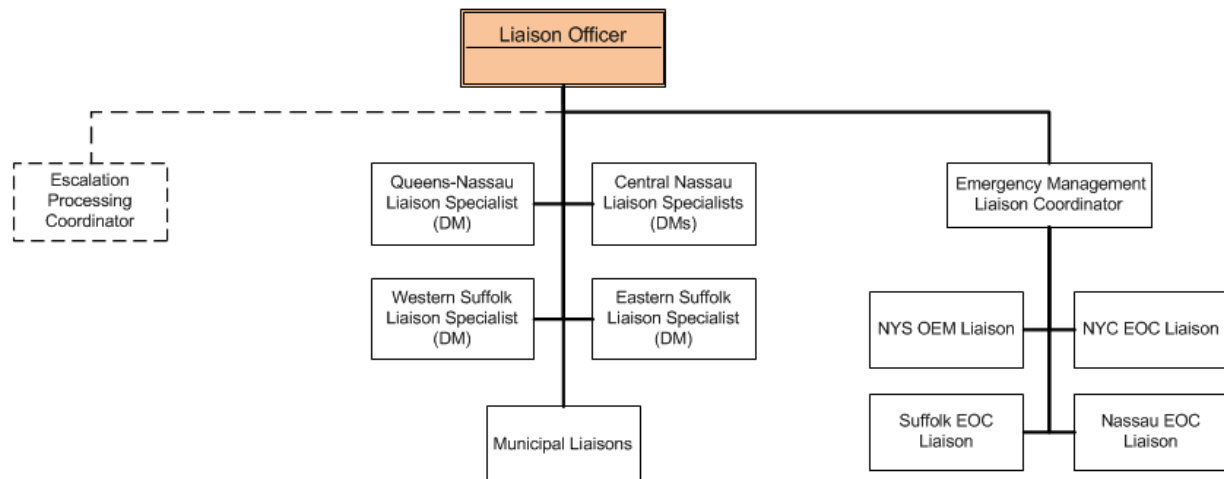 Liaison Officer
Escalation
Processing
Coordinator
Queens-Nassau
Liaison Specialist
(DM)
Central Nassau
Liaison Specialists
(DMs)
Emergency Management
Liaison Coordinator
Western Suffolk
Liaison Specialist
(DM)
Eastern Suffolk
Liaison Specialist
(DM)
NYS OEM Liaison
NYC EOC Liaison
Municipal Liaisons
Suffolk EOC
Liaison
Nassau EOC
Liaison